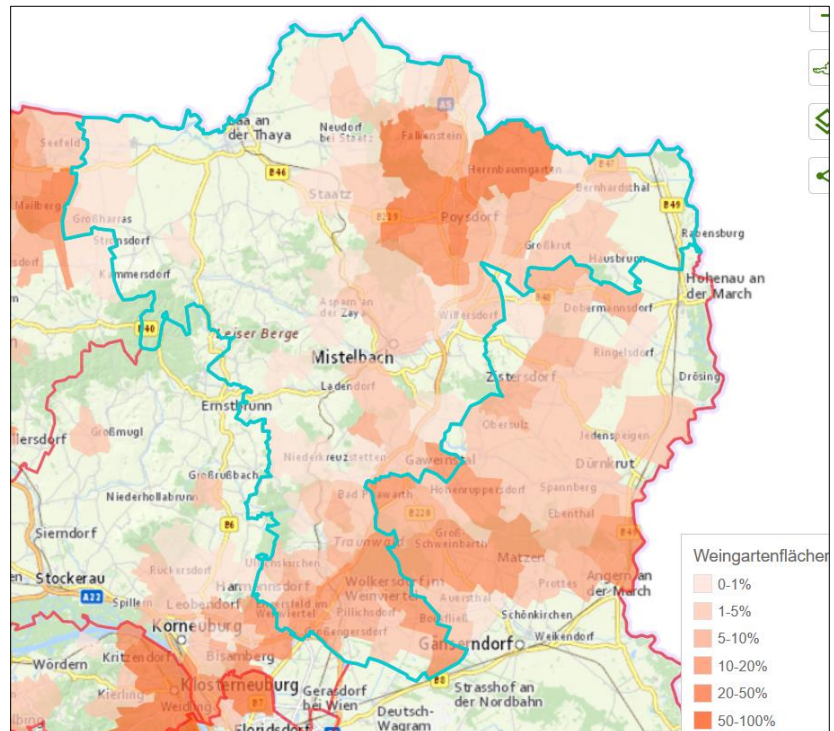 A5
Laa an
der Thaya
Neudorf
bei Staatz
Falkenstein
Seefeld
B46
Herrnbaumgarten
B47
Bernhardsthal
Staatz
B49
Mailberg
Großharras
B219
Poysdorf
Stronsdorf
Großkrut
Rabensburg
Hausbrunn
Kammersdorf
Hohenau an
der March
Aspern an
der Zaya
Wilfersdorf
B48
Dobermannsdorf
B40
Leiser Berge
Mistelbach
Ringelsdorf
Ladendorf
Zistersdorf
Drösing
Ernstbrunn
Obersulz
Großmugl
Jedenspeigen
llersdorf
Niederkreuzstetten
Gaweinstal
Dürnkrut
Großrußbach
Bad Pirawarth
Hohenruppersdorf
Spannberg
Niederhollabrunn
B220
Ebenthal
B6
Groß
Schweinbarth
B49
Sierndorf
Traunwald
Matzen
Weingartenflächen
Ulrichskirchen
Stockerau
Rückersdorf
Wolkersdorf im
Weinviertel
Prottes
Angern an
der March
0-1%
A22
Harmannsdorf
Auersthal
1-5%
Spillern
Leobendorf
Pillichsdorf
Bockfließ
Schönkirchen
5-10%
Korneuburg
Gänserndorf
Weikendorf
10-20%
Kritzendorf
Bisamberg
Wördern
20-50%
Kierling
Klosterneuburg
B8
Strasshof an
der Nordbahn
Weidling
Gerasdorf
bei Wien
50-100%
B7
Deutsch-
Wagram
Floridsdorf